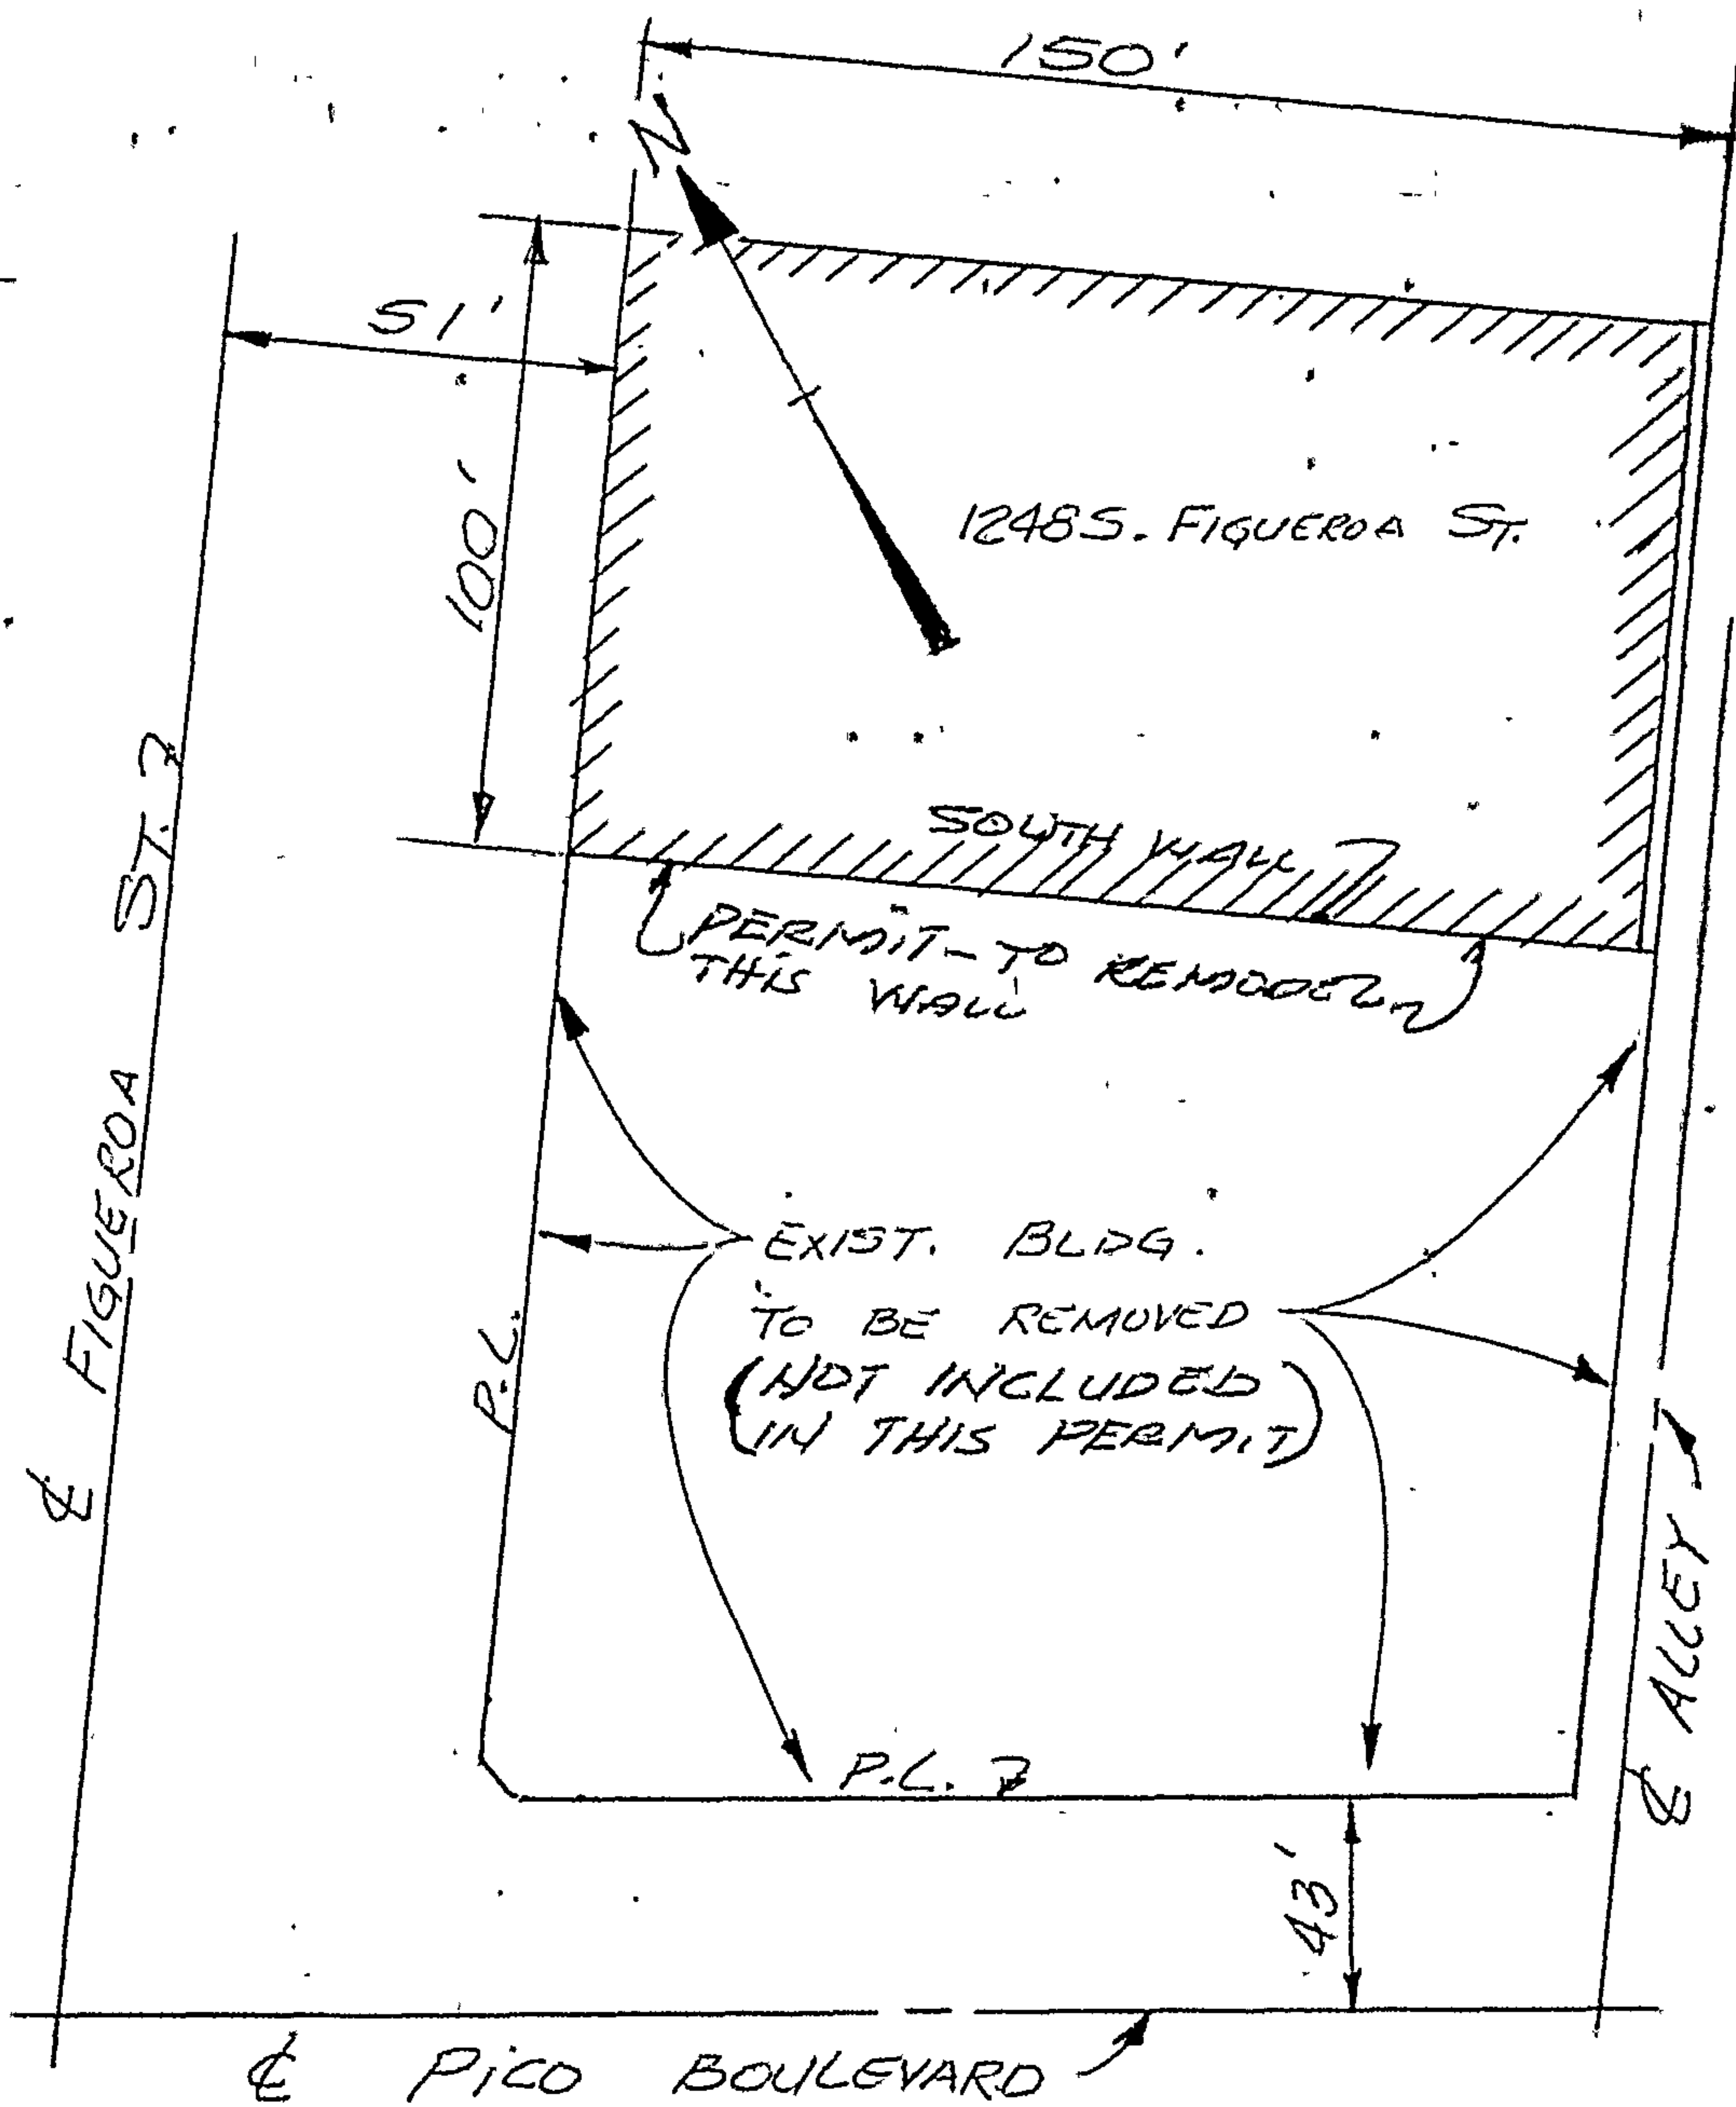 150'
N
51'
100'
1248 S. FIGUEROA ST.
SOUTH WALL
PERMIT - TO REMODEL
THIS WALL
℄ FIGUEROA ST.
P.L.
EXIST. BLDG.
TO BE REMOVED
(NOT INCLUDED
IN THIS PERMIT)
℄ ALLEY
P.L.
43'
℄ PICO BOULEVARD